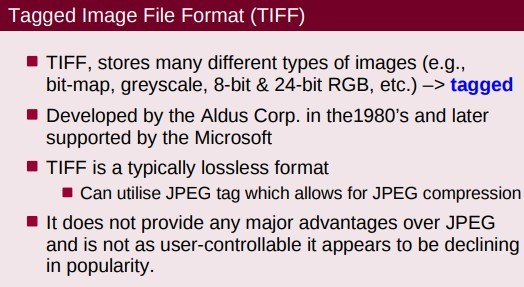 Tagged Image File Format (TIFF)
TIFF, stores many different types of images (e.g.,
bit-map, greyscale, 8-bit & 24-bit RGB, etc.) –> tagged
Developed by the Aldus Corp. in the1980's and later
supported by the Microsoft
TIFF is a typically lossless format
Can utilise JPEG tag which allows for JPEG compression
It does not provide any major advantages over JPEG
and is not as user-controllable it appears to be declining
in popularity.